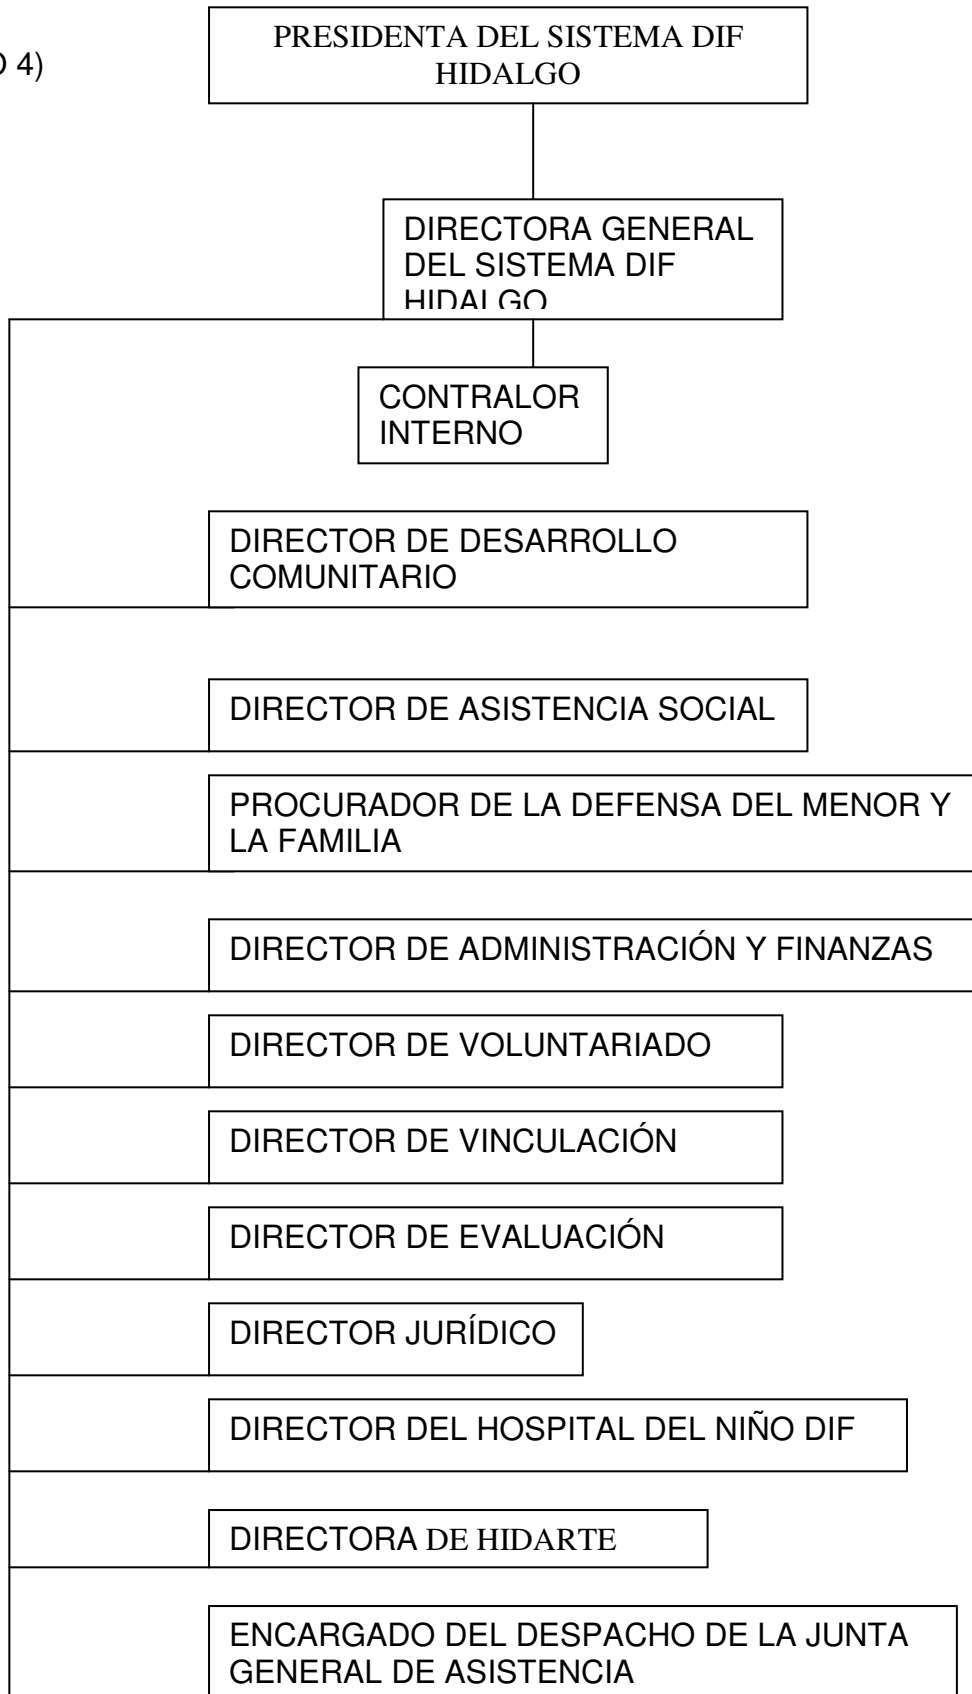 PRESIDENTA DEL SISTEMA DIF
HIDALGO
4)
DIRECTORA GENERAL
DEL SISTEMA DIF
HIDALGO
CONTRALOR
INTERNO
DIRECTOR DE DESARROLLO
COMUNITARIO
DIRECTOR DE ASISTENCIA SOCIAL
PROCURADOR DE LA DEFENSA DEL MENOR Y
LA FAMILIA
DIRECTOR DE ADMINISTRACIÓN Y FINANZAS
DIRECTOR DE VOLUNTARIADO
DIRECTOR DE VINCULACIÓN
DIRECTOR DE EVALUACIÓN
DIRECTOR JURÍDICO
DIRECTOR DEL HOSPITAL DEL NIÑO DIF
DIRECTORA DE HIDARTE
ENCARGADO DEL DESPACHO DE LA JUNTA
GENERAL DE ASISTENCIA